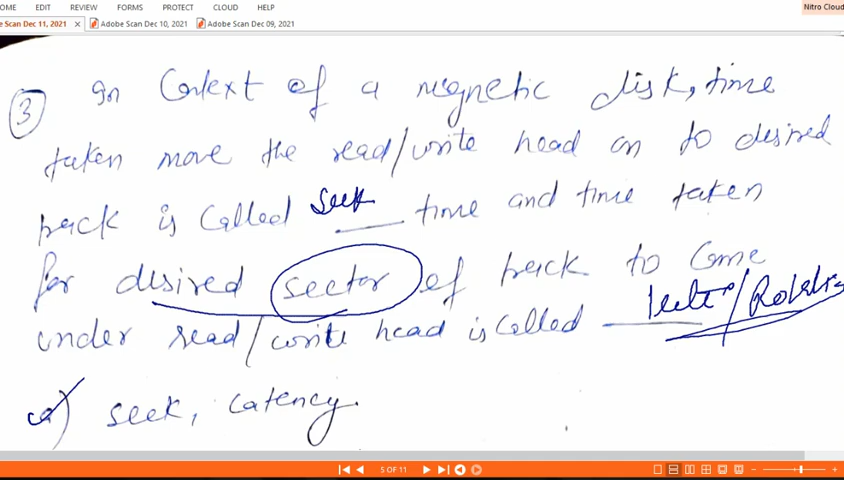 OME EDIT REVIEW FORMS PROTECT CLOUD HELP Nitro Cloud
e Scan Dec 11, 2021 × Adobe Scan Dec 10, 2021 Adobe Scan Dec 09, 2021
3 In Context of a magnetic disk, time
taken move the read/write head on to desired
track is called seek time and time taken
for desired sector of track to come
under read/write head is called
a) seek, Latency.
5 OF 11